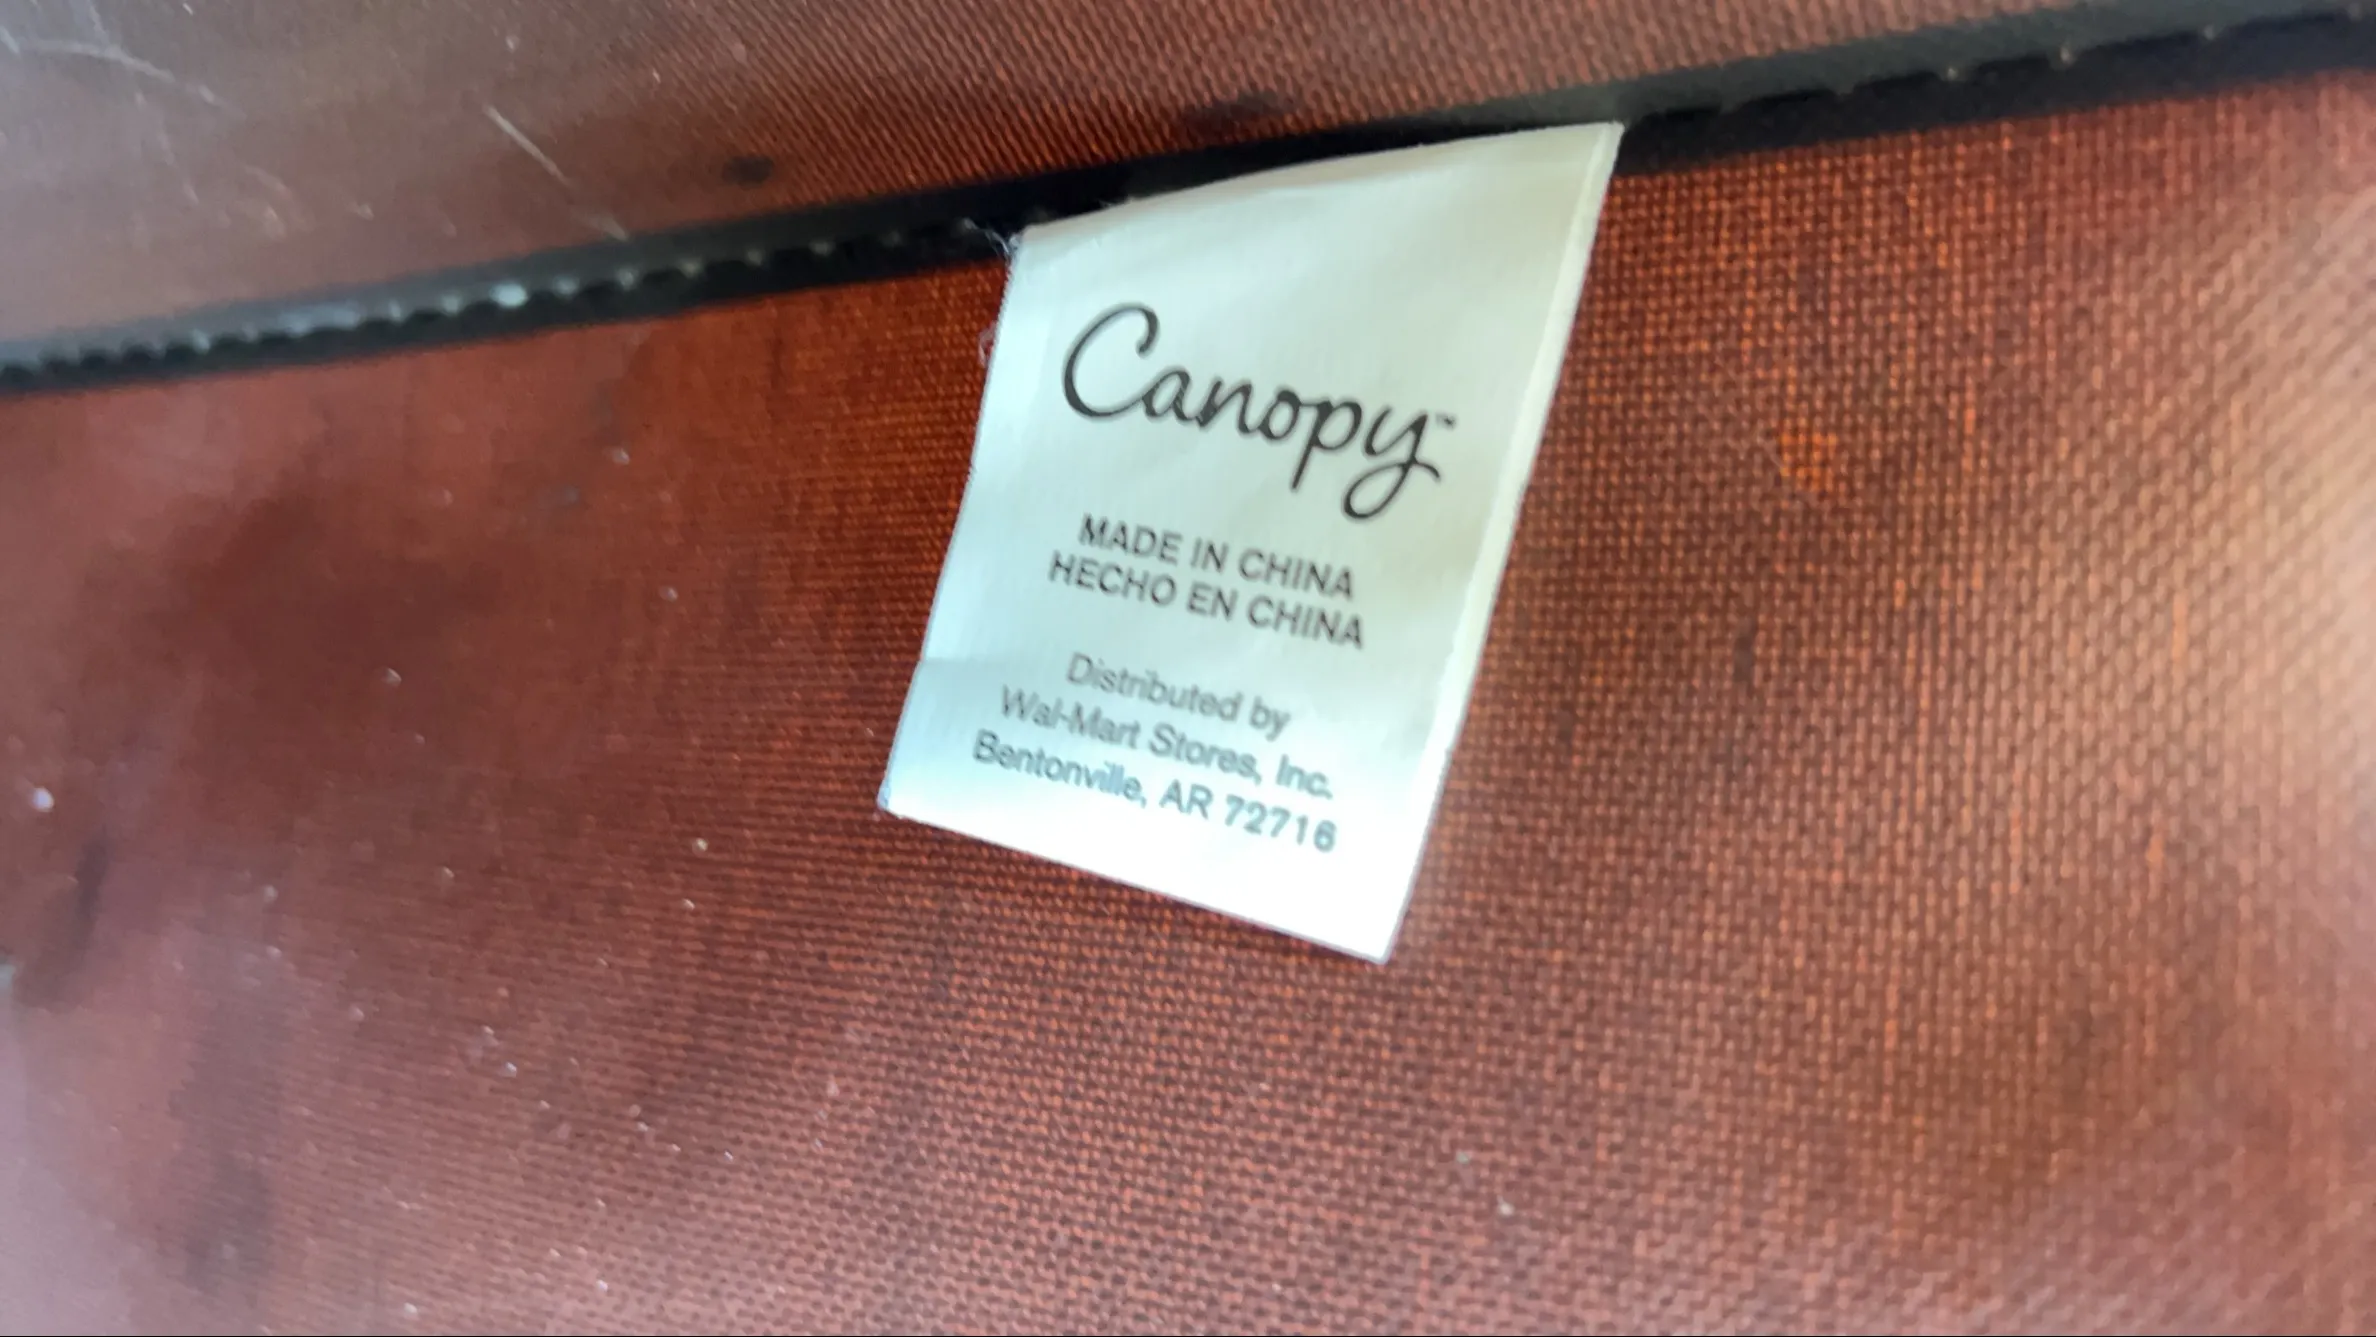 Canopy™
MADE IN CHINA
HECHO EN CHINA
Distributed by
Wal-Mart Stores, Inc.
Bentonville, AR 72716